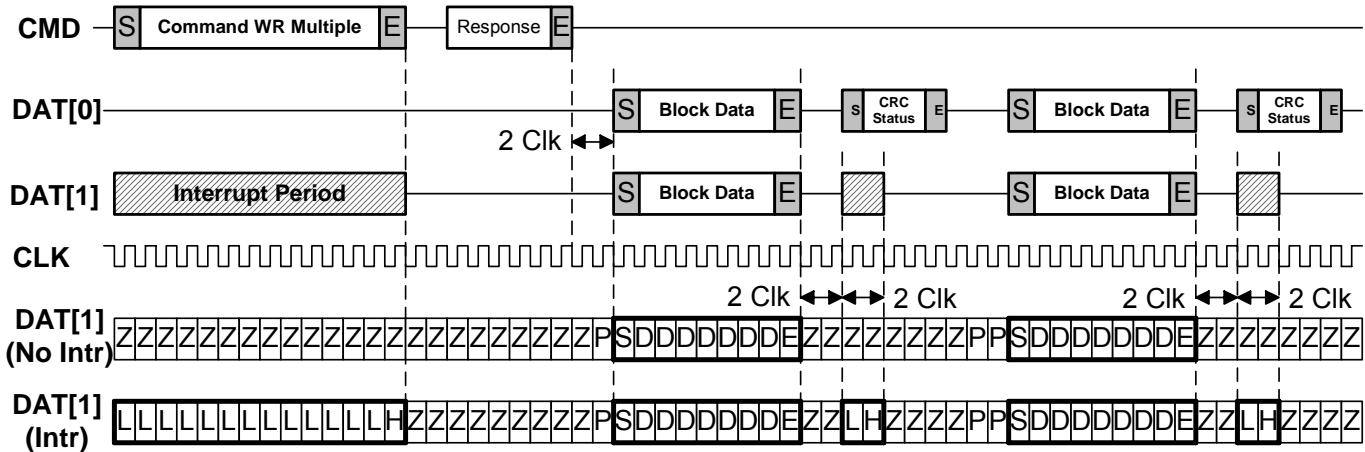 CMD S Command WR Multiple E Response E
DAT[0] S Block Data E S CRC Status E S Block Data E S CRC Status E
2 Clk
DAT[1] Interrupt Period S Block Data E S Block Data E
CLK
2 Clk 2 Clk 2 Clk 2 Clk
DAT[1] (No Intr) ZZZZZZZZZZZZZZZZZZZZZZZPSDDDDDDDEZZZZZZZZPPSDDDDDDDEZZZZZZZZ
DAT[1] (Intr) LLLLLLLLLLLLLHZZZZZZZZZPSDDDDDDDEZZLHZZZZPPSDDDDDDDEZZLHZZZZ